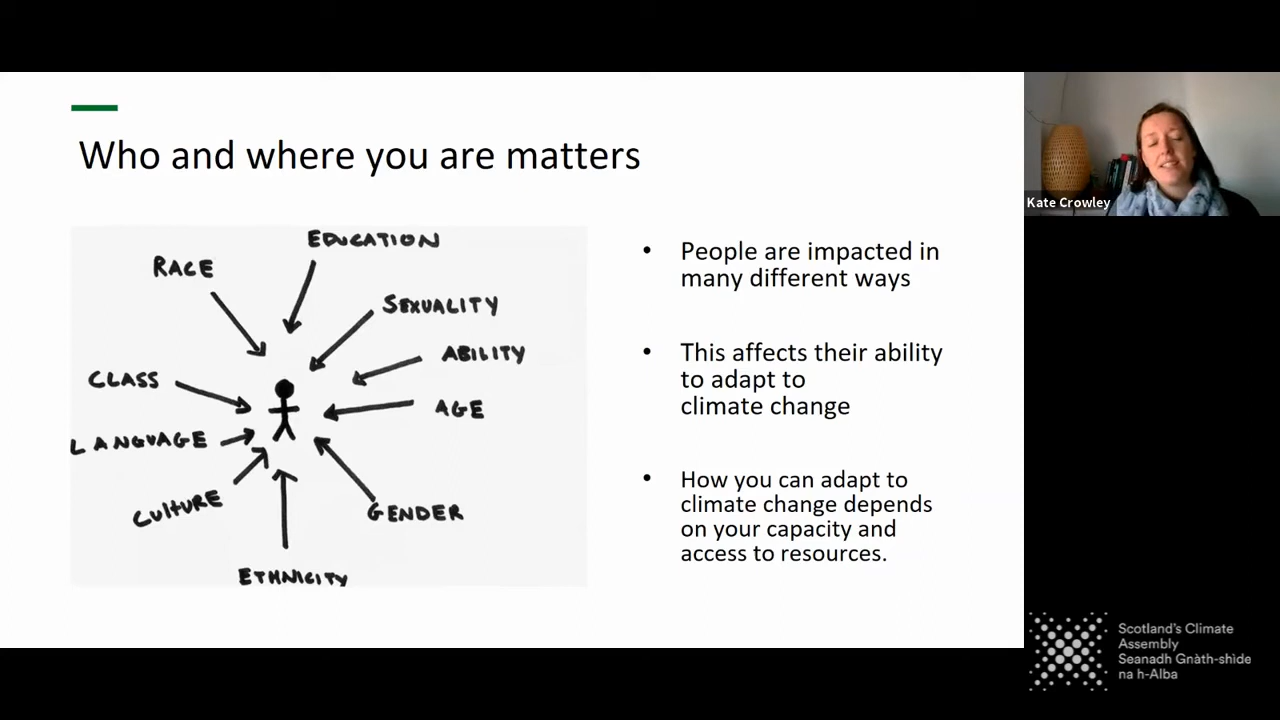 Who and where you are matters
EDUCATION
RACE
SEXUALITY
ABILITY
CLASS
AGE
LANGUAGE
CULTURE
GENDER
ETHNICITY
• People are impacted in
many different ways
• This affects their ability
to adapt to
climate change
• How you can adapt to
climate change depends
on your capacity and
access to resources.
Kate Crowley
Scotland's Climate
Assembly
Seanadh Gnàth-shìde
na h-Alba